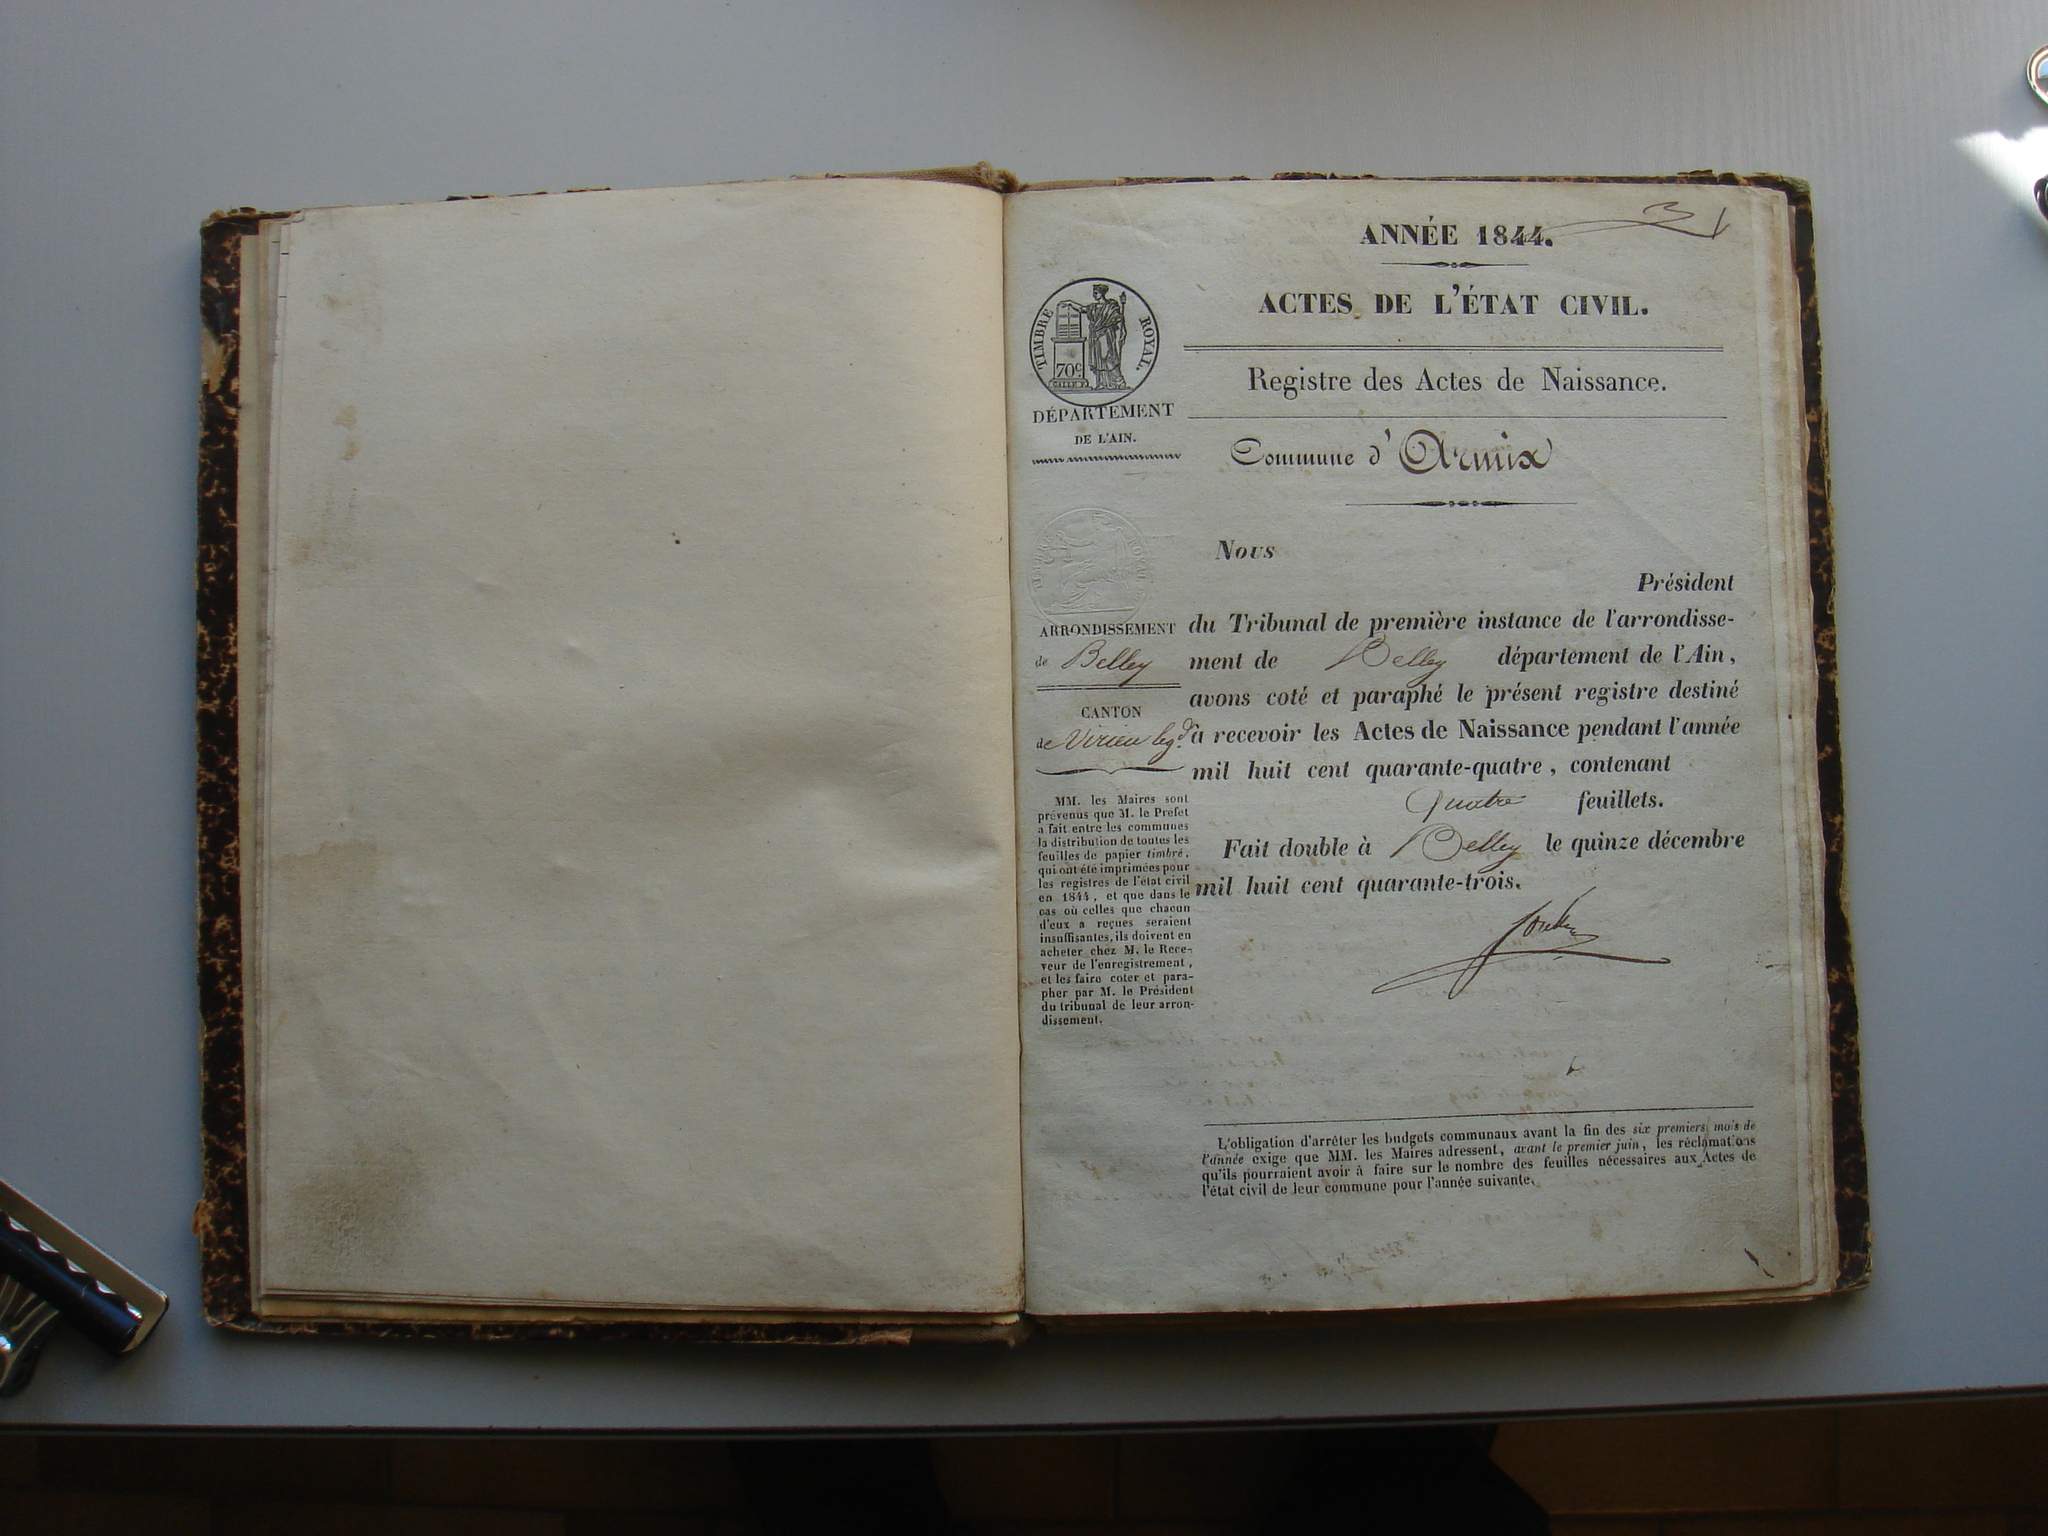 ANNÉE 1844.
ACTES DE L'ÉTAT CIVIL.
Registre des Actes de Naissance.
Commune d'Armix
TIMBRE ROYAL.
70c
DÉPARTEMENT
DE L'AIN.
ARRONDISSEMENT
de Belley
CANTON
de Virieu le gd.
MM. les Maires sont
prévenus que M. le Préfet
a fait entre les communes
la distribution de toutes les
feuilles de papier timbré,
qui ont été imprimées pour
les registres de l'état civil
en 1844, et que dans le
cas où celles que chacun
d'eux a reçues seraient
insuffisantes, ils doivent en
acheter chez M. le Rece-
veur de l'enregistrement,
et les faire coter et para-
pher par M. le Président
du tribunal de leur arron-
dissement.
Nous
Président
du Tribunal de première instance de l'arrondisse-
ment de Belley département de l'Ain,
avons coté et paraphé le présent registre destiné
à recevoir les Actes de Naissance pendant l'année
mil huit cent quarante-quatre, contenant
quatre feuillets.
Fait double à Belley le quinze décembre
mil huit cent quarante-trois.
L'obligation d'arrêter les budgets communaux avant la fin des six premiers mois de
l'année exige que MM. les Maires adressent, avant le premier juin, les réclamations
qu'ils pourraient avoir à faire sur le nombre des feuilles nécessaires aux Actes de
l'état civil de leur commune pour l'année suivante.